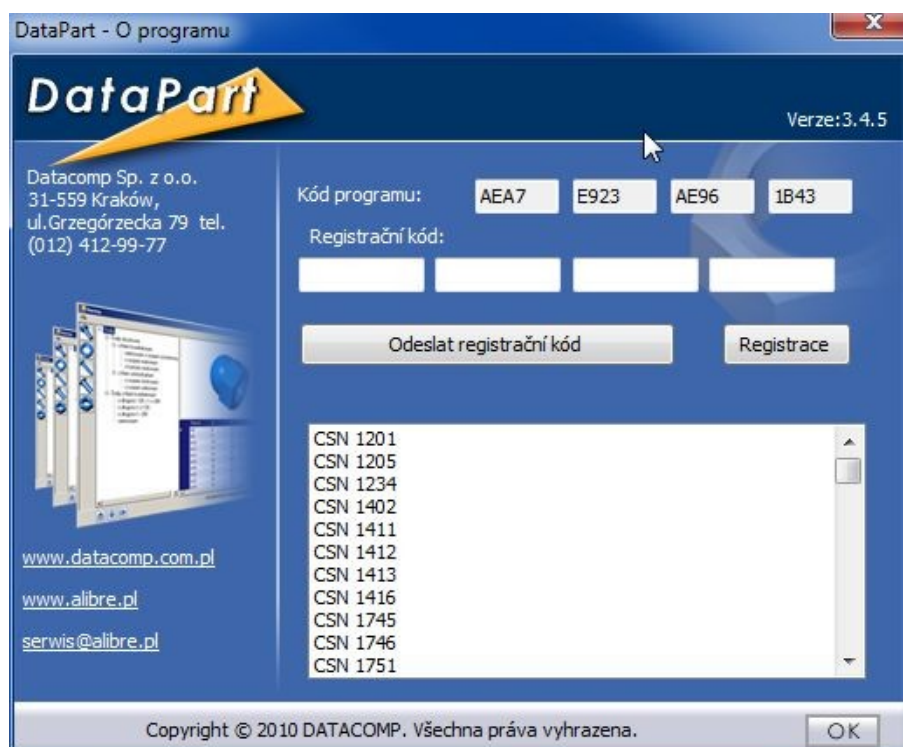 DataPart - O programu
DataPart
Verze:3.4.5
Datacomp Sp. z o.o.
31-559 Kraków,
ul.Grzegórzecka 79 tel.
(012) 412-99-77
www.datacomp.com.pl
www.alibre.pl
serwis@alibre.pl
Kód programu: AEA7 E923 AE96 1B43
Registrační kód:
Odeslat registrační kód Registrace
CSN 1201
CSN 1205
CSN 1234
CSN 1402
CSN 1411
CSN 1412
CSN 1413
CSN 1416
CSN 1745
CSN 1746
CSN 1751
Copyright © 2010 DATACOMP. Všechna práva vyhrazena. OK